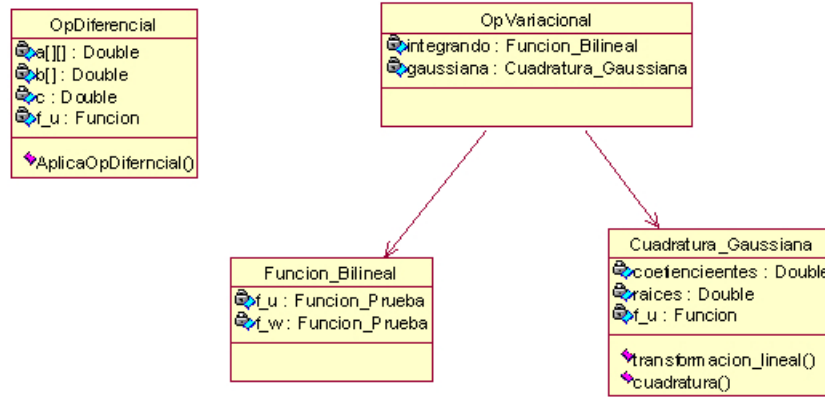 OpDiferencial
a[][] : Double
b[] : Double
c : Double
f_u : Funcion
AplicaOpDiferncial()
OpVariacional
integrando : Funcion_Bilineal
gaussiana : Cuadratura_Gaussiana
Funcion_Bilineal
f_u : Funcion_Prueba
f_w : Funcion_Prueba
Cuadratura_Gaussiana
coefiencieentes : Double
raices : Double
f_u : Funcion
transformacion_lineal()
cuadratura()